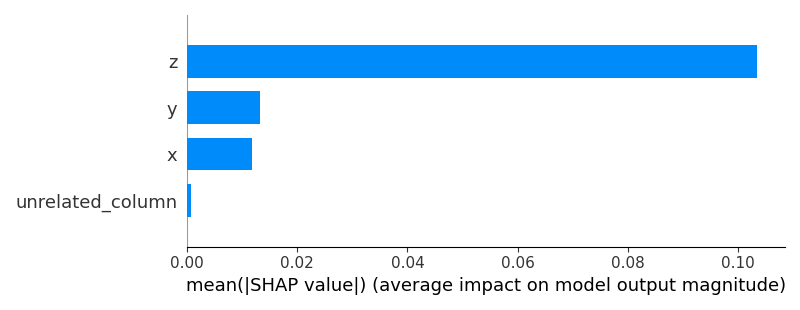 z
y
x
unrelated_column
0.00 0.02 0.04 0.06 0.08 0.10
mean(|SHAP value|) (average impact on model output magnitude)